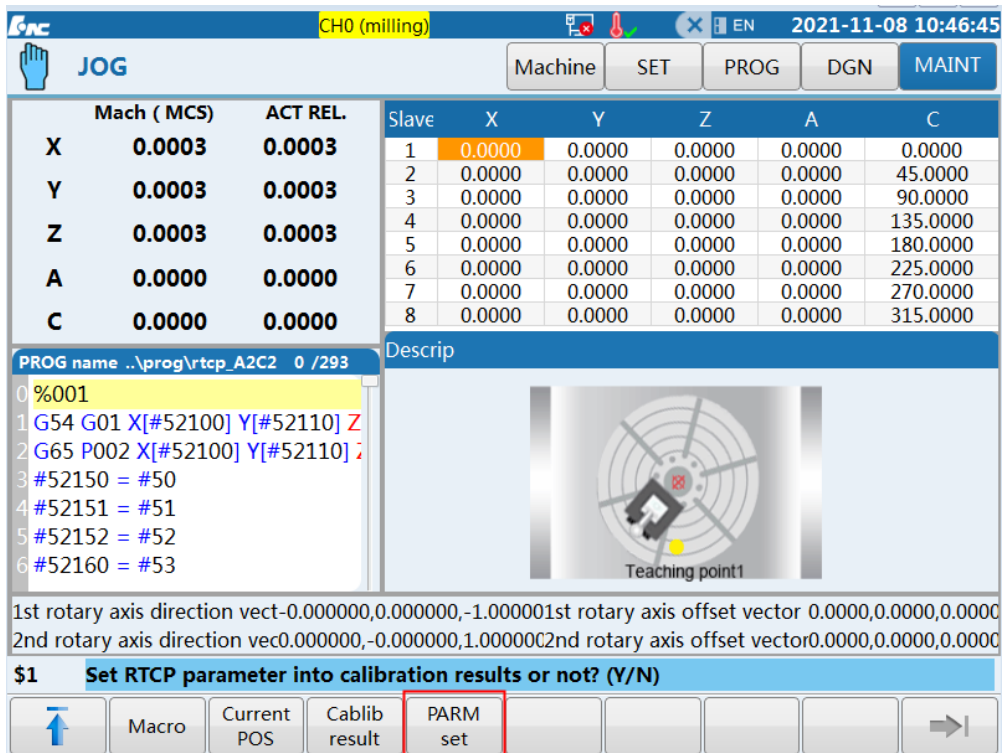 HNC CH0 (milling) EN 2021-11-08 10:46:45
JOG Machine SET PROG DGN MAINT
Mach ( MCS) ACT REL.
X 0.0003 0.0003
Y 0.0003 0.0003
Z 0.0003 0.0003
A 0.0000 0.0000
C 0.0000 0.0000
Slave X Y Z A C
1 0.0000 0.0000 0.0000 0.0000 0.0000
2 0.0000 0.0000 0.0000 0.0000 45.0000
3 0.0000 0.0000 0.0000 0.0000 90.0000
4 0.0000 0.0000 0.0000 0.0000 135.0000
5 0.0000 0.0000 0.0000 0.0000 180.0000
6 0.0000 0.0000 0.0000 0.0000 225.0000
7 0.0000 0.0000 0.0000 0.0000 270.0000
8 0.0000 0.0000 0.0000 0.0000 315.0000
PROG name ..\prog\rtcp_A2C2 0 /293
0 %001
1 G54 G01 X[#52100] Y[#52110] Z
2 G65 P002 X[#52100] Y[#52110] Z
3 #52150 = #50
4 #52151 = #51
5 #52152 = #52
6 #52160 = #53
Descrip
Teaching point1
1st rotary axis direction vect-0.000000,0.000000,-1.000001st rotary axis offset vector 0.0000,0.0000,0.0000
2nd rotary axis direction vec0.000000,-0.000000,1.0000002nd rotary axis offset vector0.0000,0.0000,0.0000
$1 Set RTCP parameter into calibration results or not? (Y/N)
Macro
Current
POS
Cablib
result
PARM
set